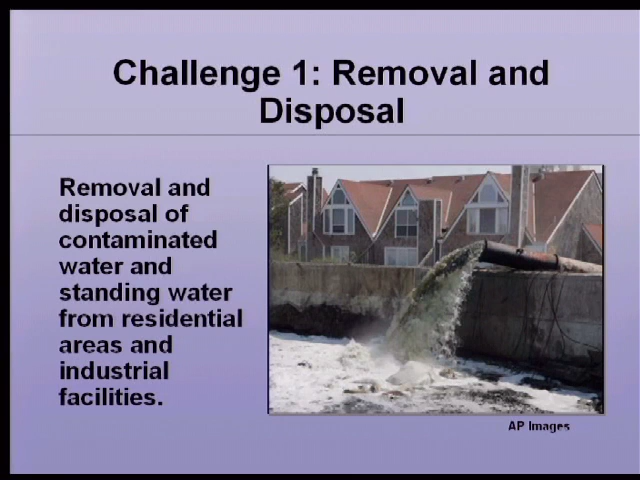 Challenge 1: Removal and
Disposal
Removal and
disposal of
contaminated
water and
standing water
from residential
areas and
industrial
facilities.
AP Images